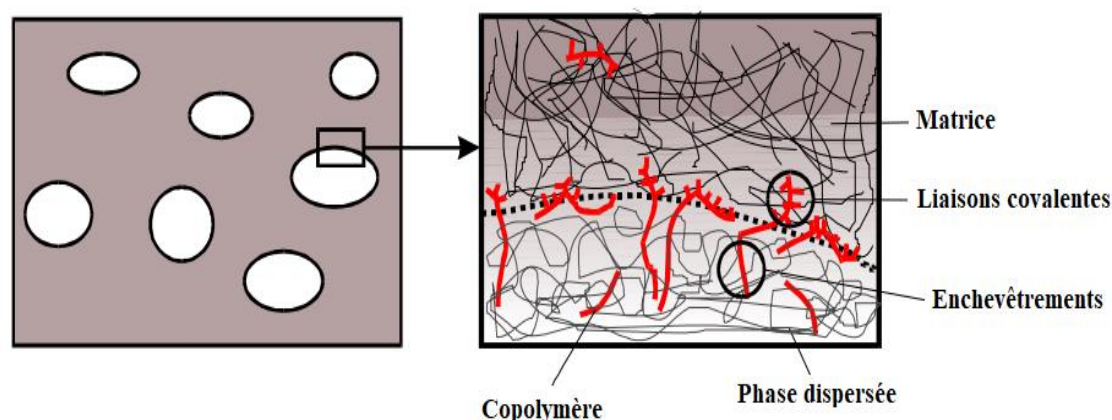 Matrice
Liaisons covalentes
Enchevêtrements
Phase dispersée
Copolymère